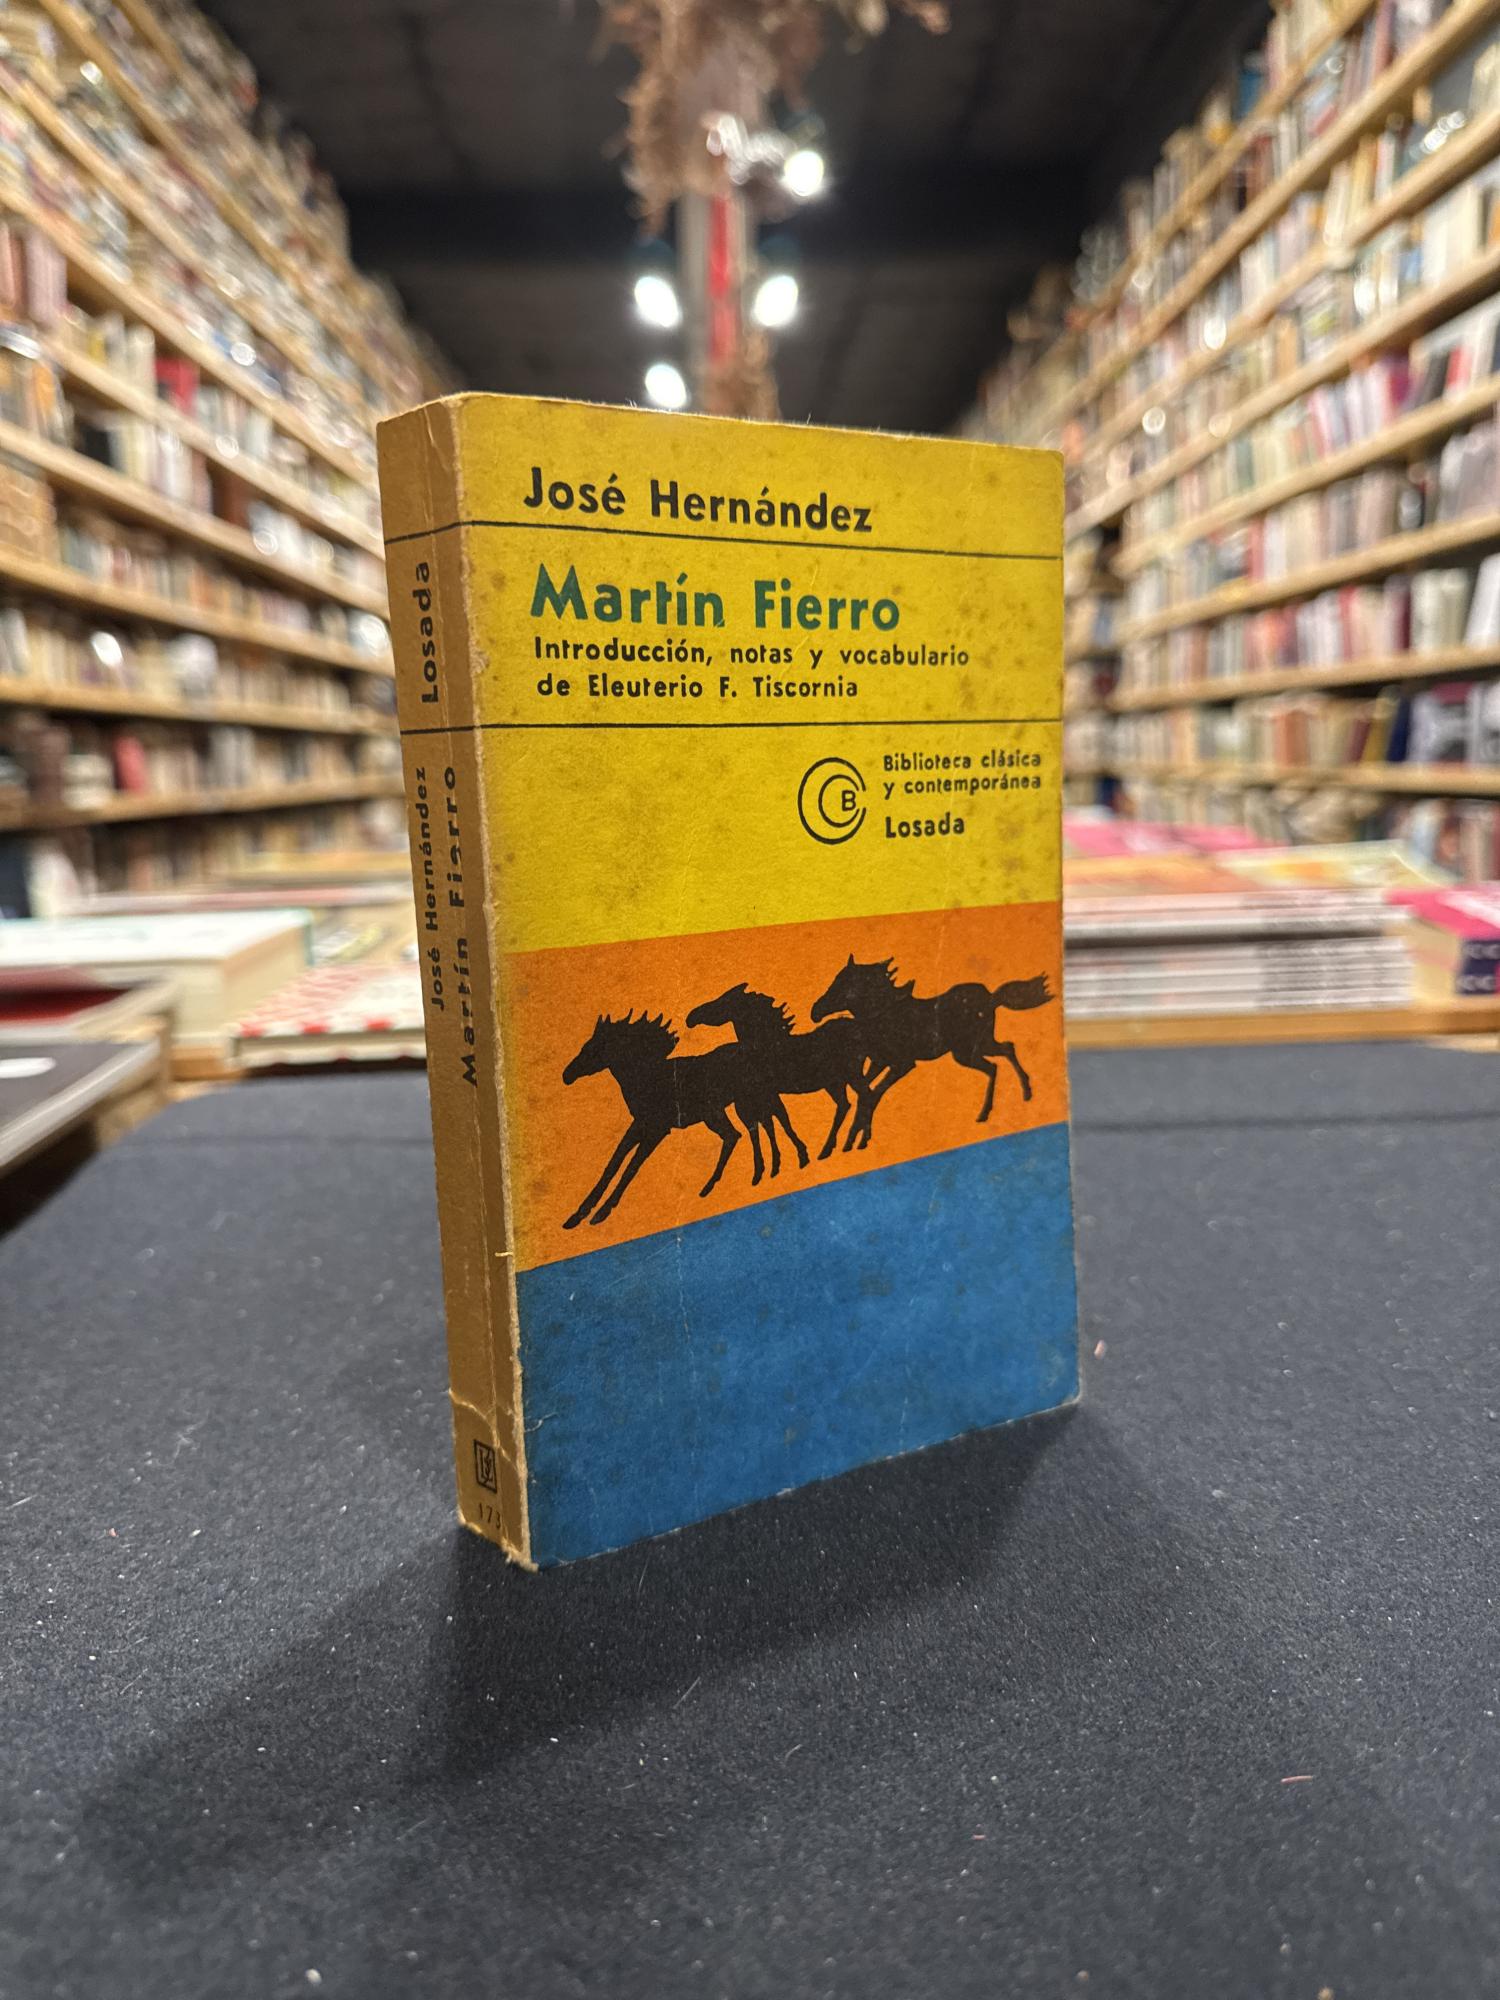 José Hernández
Martín Fierro
Introducción, notas y vocabulario
de Eleuterio F. Tiscornia
B
Biblioteca clásica
y contemporánea
Losada
Losada
José Hernández
Martín Fierro
173